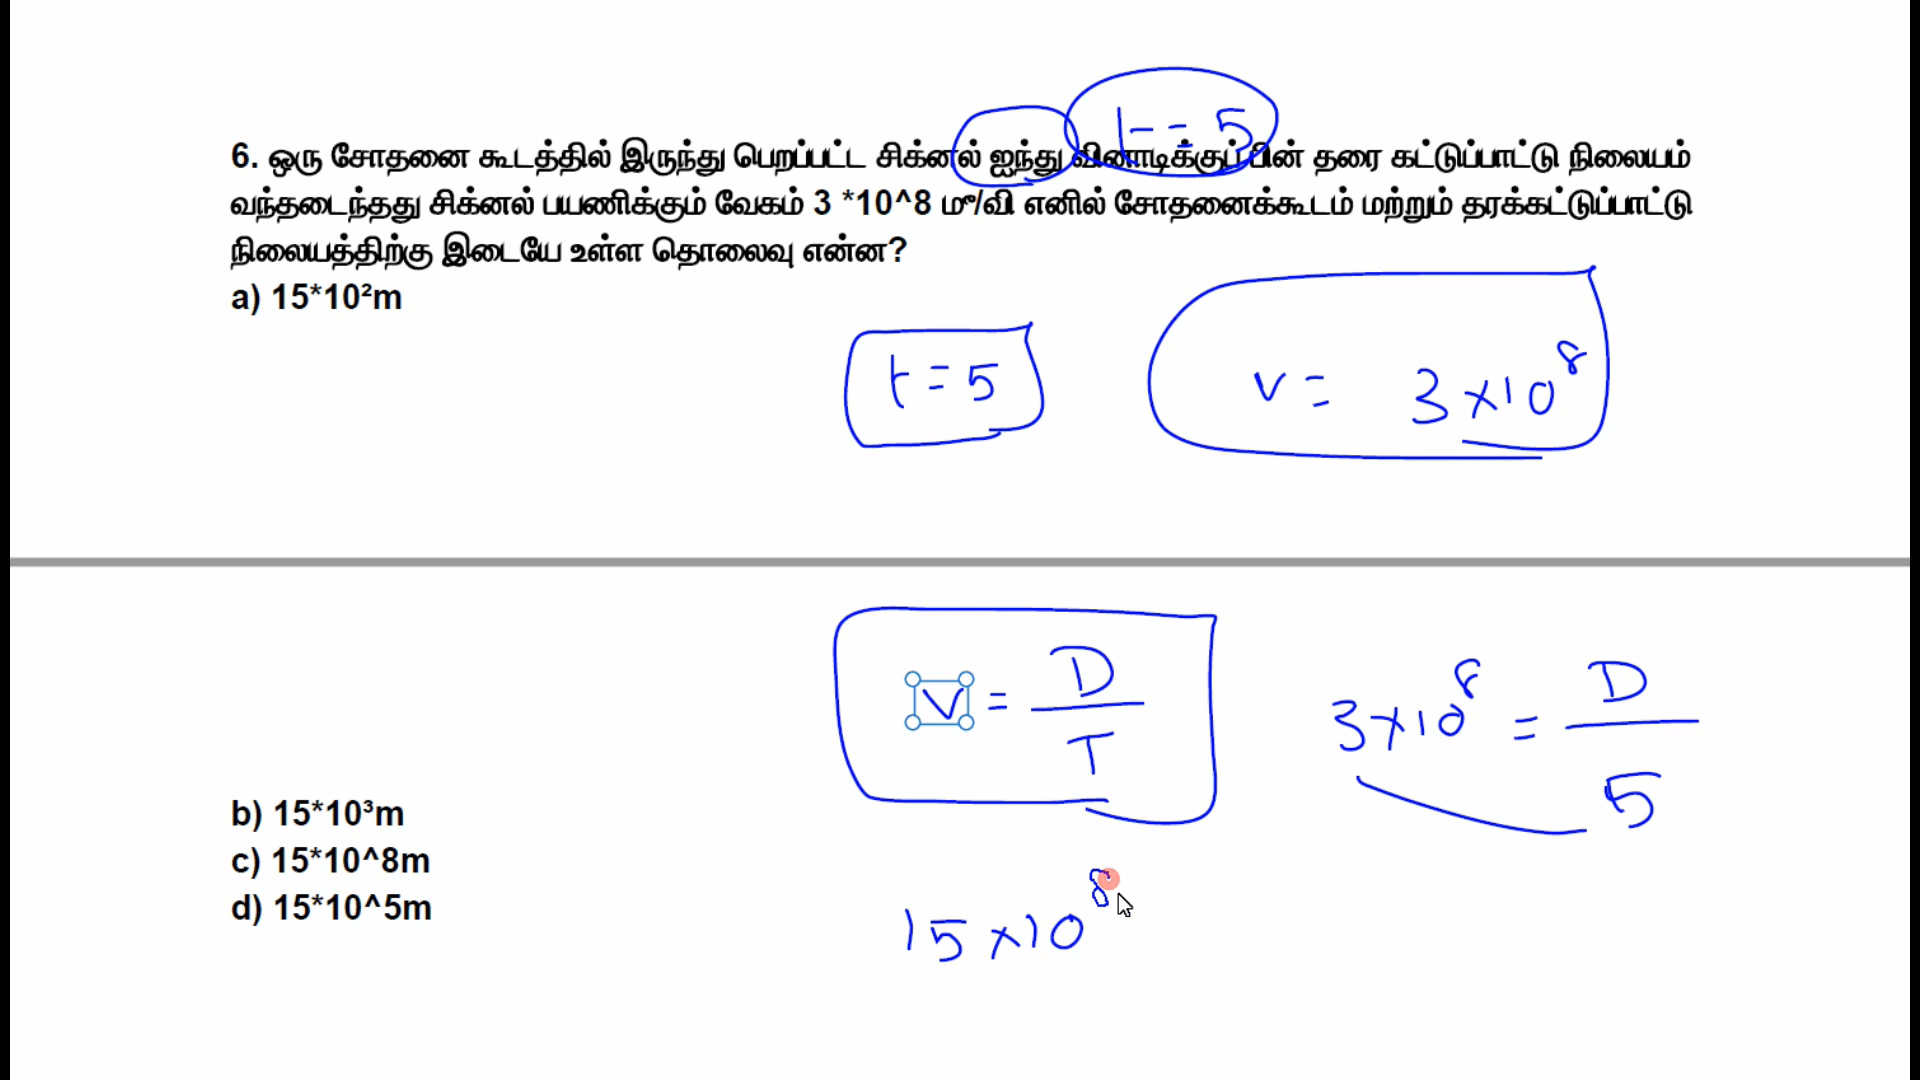 t = 5
6. ஒரு சோதனை கூடத்தில் இருந்து பெறப்பட்ட சிக்னல் ஐந்து வினாடிக்குப் பின் தரை கட்டுப்பாட்டு நிலையம்
வந்தடைந்தது சிக்னல் பயணிக்கும் வேகம் 3 *10^8 மீ/வி எனில் சோதனைக்கூடம் மற்றும் தரக்கட்டுப்பாட்டு
நிலையத்திற்கு இடையே உள்ள தொலைவு என்ன?
a) 15*10²m
t = 5
v = 3 × 10⁸
V = D / T
3 × 10⁸ = D / 5
b) 15*10³m
c) 15*10^8m
d) 15*10^5m
15 × 10⁸